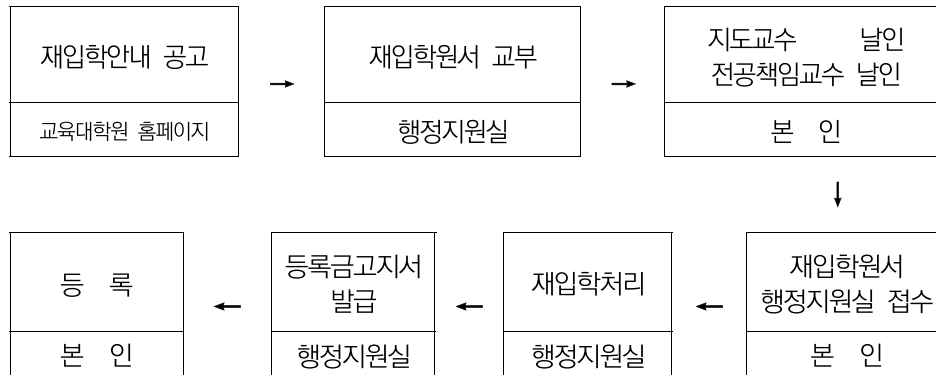 재입학안내 공고
교육대학원 홈페이지
재입학원서 교부
행정지원실
지도교수 날인
전공책임교수 날인
본 인
재입학원서
행정지원실 접수
본 인
재입학처리
행정지원실
등록금고지서
발급
행정지원실
등 록
본 인